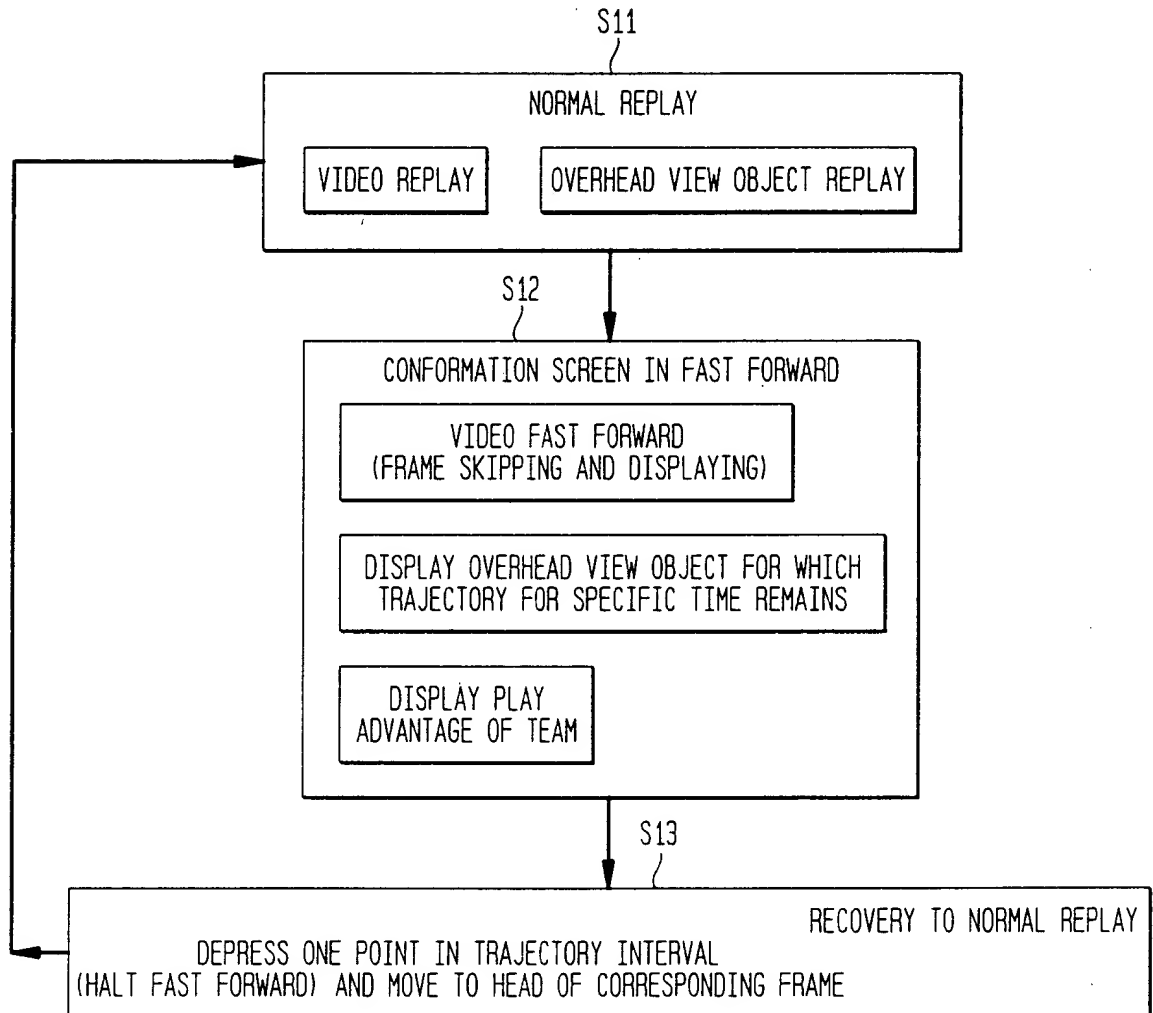 S11
NORMAL REPLAY
VIDEO REPLAY
OVERHEAD VIEW OBJECT REPLAY
S12
CONFORMATION SCREEN IN FAST FORWARD
VIDEO FAST FORWARD
(FRAME SKIPPING AND DISPLAYING)
DISPLAY OVERHEAD VIEW OBJECT FOR WHICH
TRAJECTORY FOR SPECIFIC TIME REMAINS
DISPLAY PLAY
ADVANTAGE OF TEAM
S13
RECOVERY TO NORMAL REPLAY
DEPRESS ONE POINT IN TRAJECTORY INTERVAL
(HALT FAST FORWARD) AND MOVE TO HEAD OF CORRESPONDING FRAME